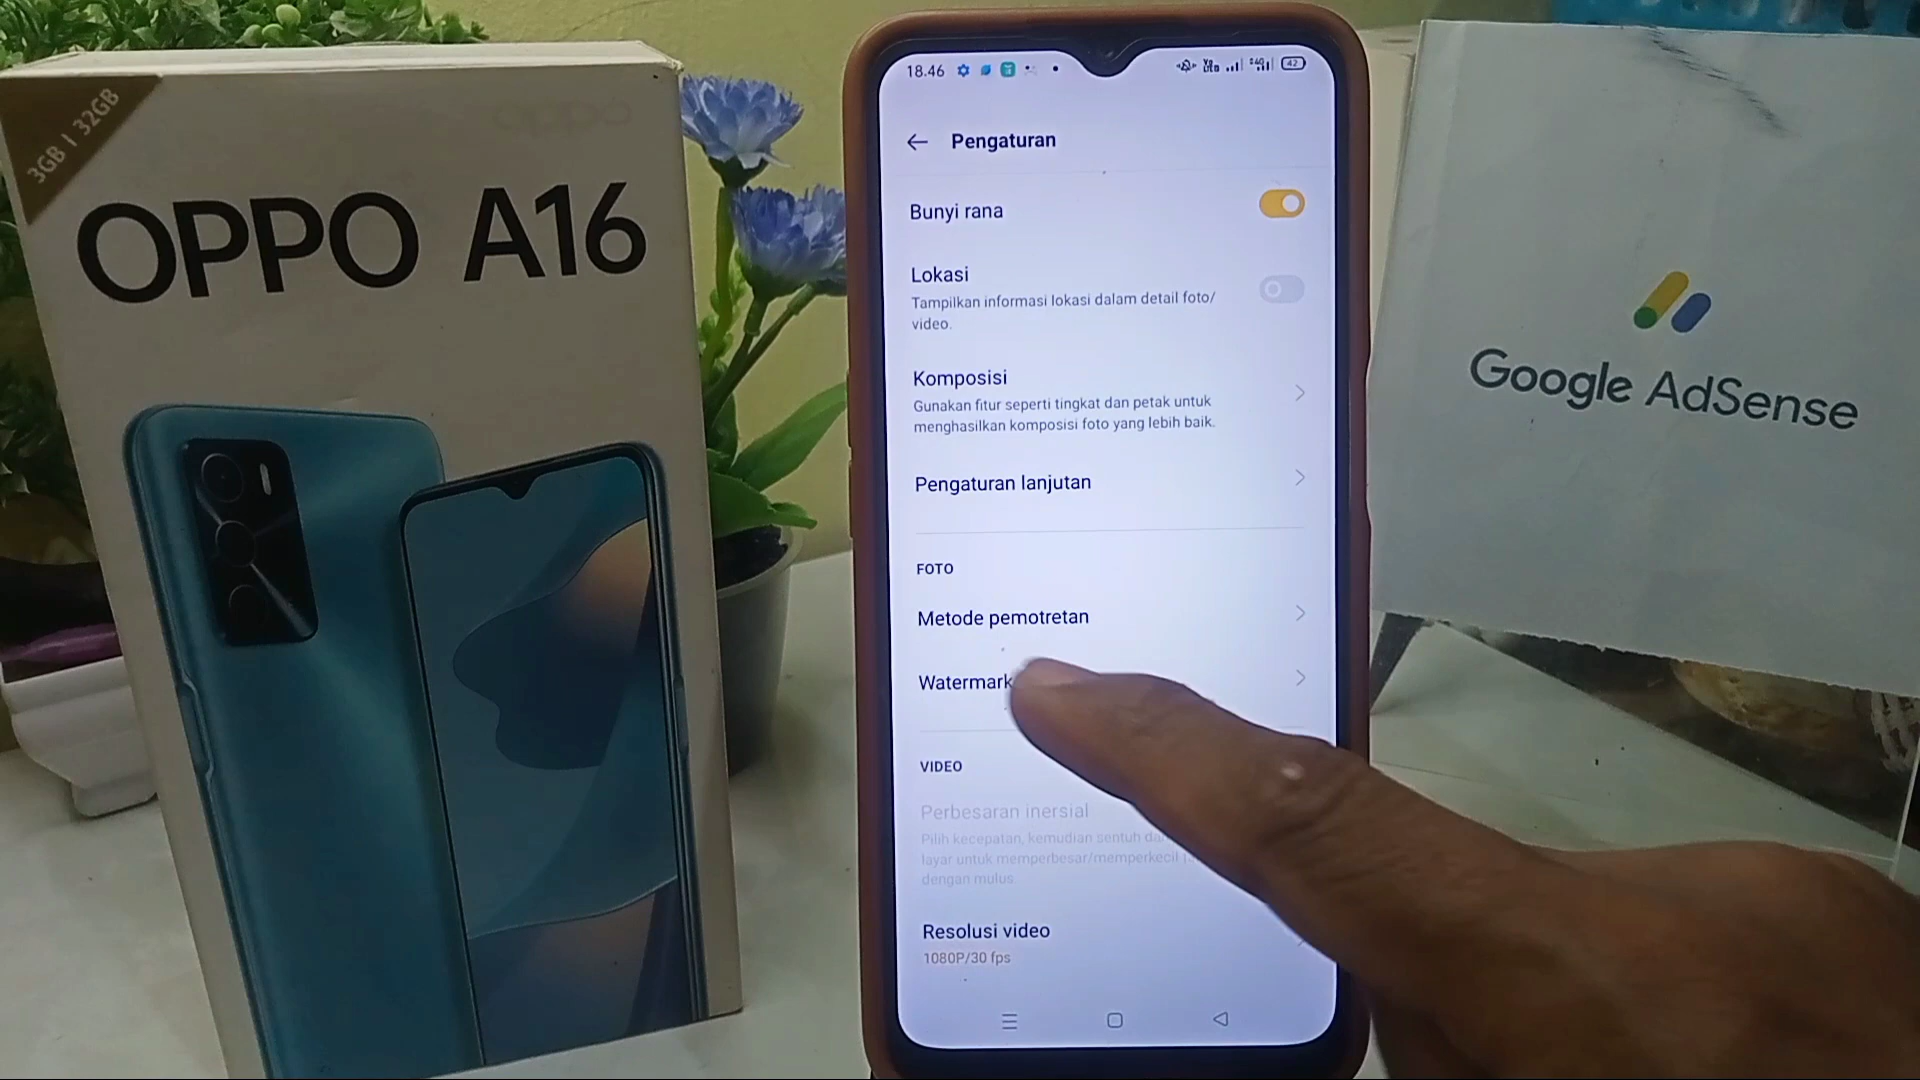 3GB | 32GB
OPPO A16
18.46
42
Pengaturan
Bunyi rana
Lokasi
Tampilkan informasi lokasi dalam detail foto/
video.
Komposisi
Gunakan fitur seperti tingkat dan petak untuk
menghasilkan komposisi foto yang lebih baik.
Pengaturan lanjutan
FOTO
Metode pemotretan
Watermark
VIDEO
Perbesaran inersial
Pilih kecepatan, kemudian sentuh
layar untuk memperbesar/memperkecil
dengan mulus.
Resolusi video
1080P/30 fps
Google AdSense